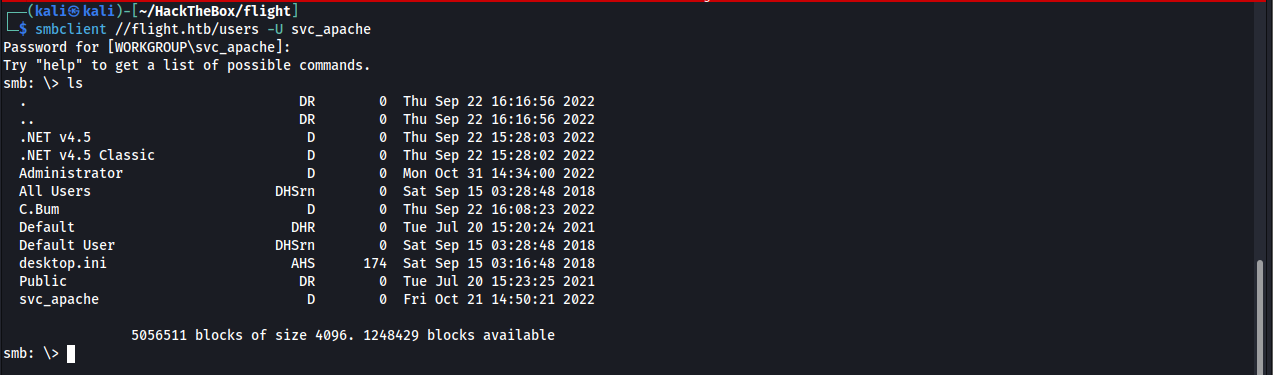 ┌──(kali㉿kali)-[~/HackTheBox/flight]
└─$ smbclient //flight.htb/users -U svc_apache
Password for [WORKGROUP\svc_apache]:
Try "help" to get a list of possible commands.
smb: \> ls
  .                                  DR        0  Thu Sep 22 16:16:56 2022
  ..                                 DR        0  Thu Sep 22 16:16:56 2022
  .NET v4.5                           D        0  Thu Sep 22 15:28:03 2022
  .NET v4.5 Classic                   D        0  Thu Sep 22 15:28:02 2022
  Administrator                       D        0  Mon Oct 31 14:34:00 2022
  All Users                       DHSrn        0  Sat Sep 15 03:28:48 2018
  C.Bum                               D        0  Thu Sep 22 16:08:23 2022
  Default                           DHR        0  Tue Jul 20 15:20:24 2021
  Default User                    DHSrn        0  Sat Sep 15 03:28:48 2018
  desktop.ini                       AHS      174  Sat Sep 15 03:16:48 2018
  Public                             DR        0  Tue Jul 20 15:23:25 2021
  svc_apache                          D        0  Fri Oct 21 14:50:21 2022
                5056511 blocks of size 4096. 1248429 blocks available
smb: \>